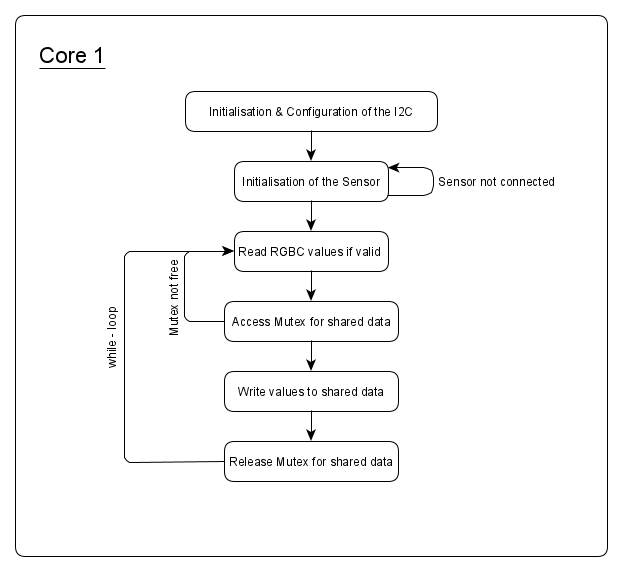 Core 1
Initialisation & Configuration of the I2C
Initialisation of the Sensor
Sensor not connected
Read RGBC values if valid
Mutex not free
while - loop
Access Mutex for shared data
Write values to shared data
Release Mutex for shared data